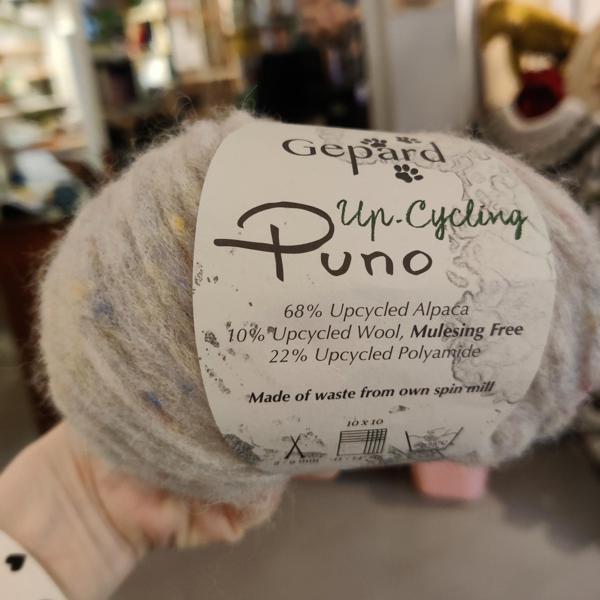 Gepard
Up-Cycling
Puno
68% Upcycled Alpaca
10% Upcycled Wool, Mulesing Free
22% Upcycled Polyamide
Made of waste from own spin mill
10 x 10